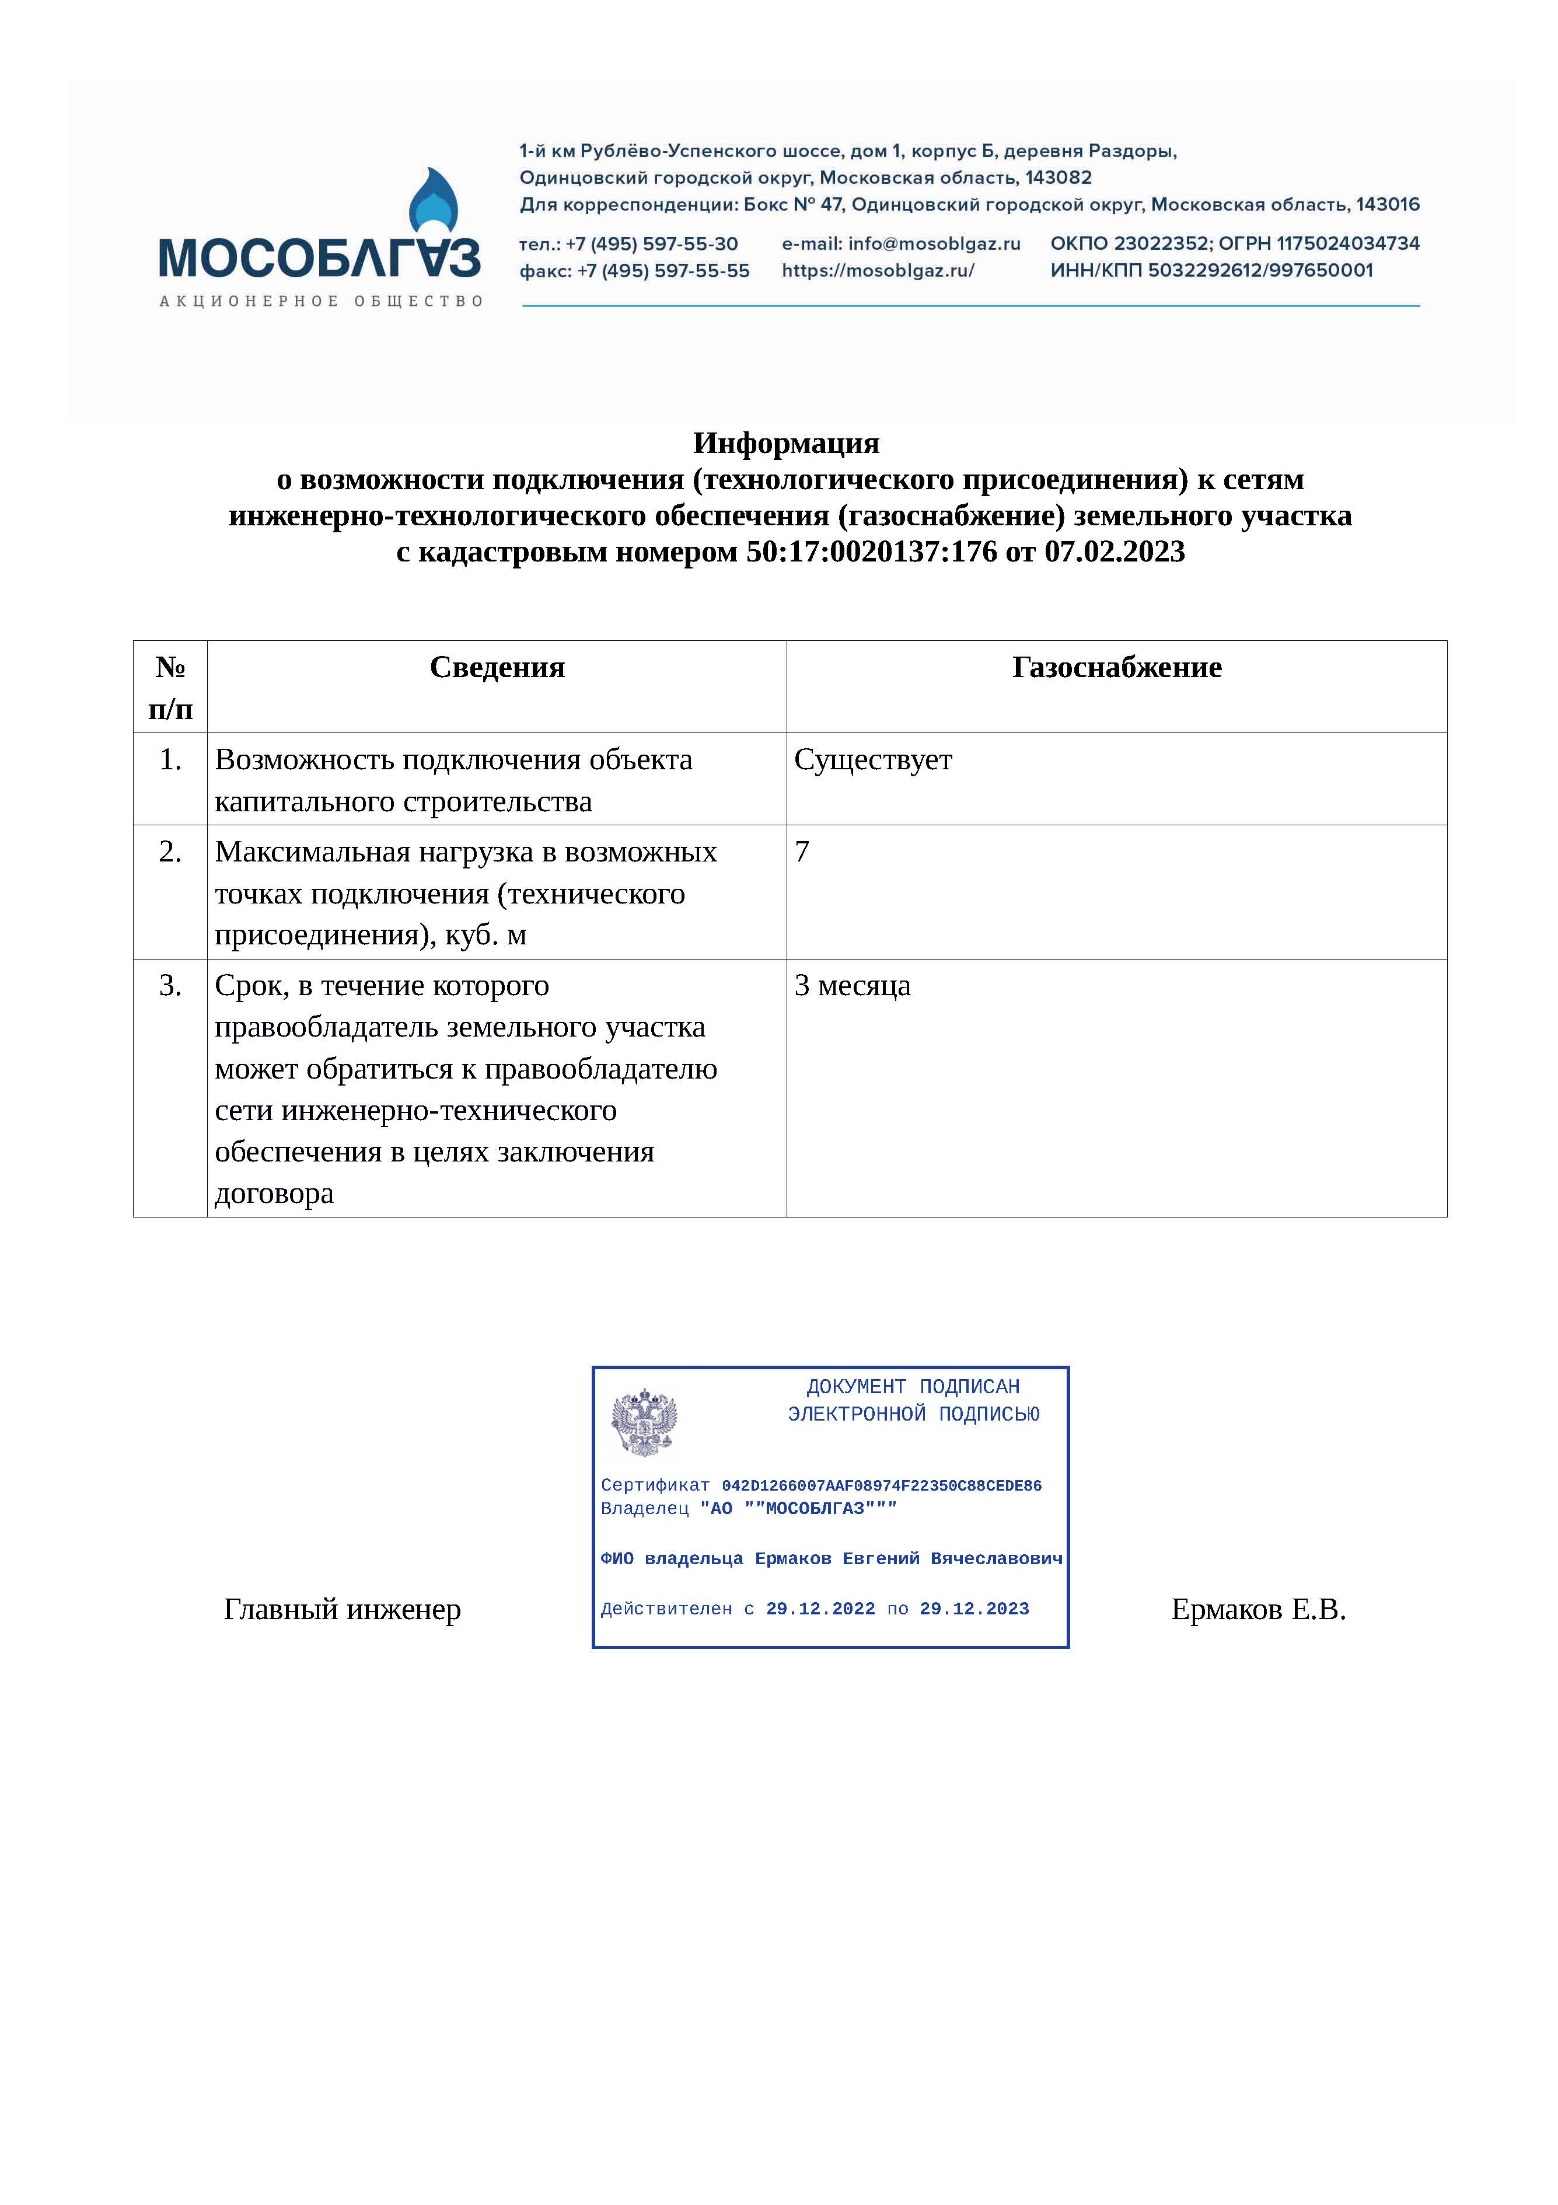 МОСОБЛГАЗ
АКЦИОНЕРНОЕ ОБЩЕСТВО
1-й км Рублёво-Успенского шоссе, дом 1, корпус Б, деревня Раздоры,
Одинцовский городской округ, Московская область, 143082
Для корреспонденции: Бокс № 47, Одинцовский городской округ, Московская область, 143016
тел.: +7 (495) 597-55-30 e-mail: info@mosoblgaz.ru ОКПО 23022352; ОГРН 1175024034734
факс: +7 (495) 597-55-55 https://mosoblgaz.ru/ ИНН/КПП 5032292612/997650001
Информация
о возможности подключения (технологического присоединения) к сетям
инженерно-технологического обеспечения (газоснабжение) земельного участка
с кадастровым номером 50:17:0020137:176 от 07.02.2023
№ Сведения Газоснабжение
п/п
1. Возможность подключения объекта Существует
капитального строительства
2. Максимальная нагрузка в возможных 7
точках подключения (технического
присоединения), куб. м
3. Срок, в течение которого 3 месяца
правообладатель земельного участка
может обратиться к правообладателю
сети инженерно-технического
обеспечения в целях заключения
договора
ДОКУМЕНТ ПОДПИСАН
ЭЛЕКТРОННОЙ ПОДПИСЬЮ
Сертификат 042D1266007AAF08974F22350C88CEDE86
Владелец "АО ""МОСОБЛГАЗ"""
ФИО владельца Ермаков Евгений Вячеславович
Действителен с 29.12.2022 по 29.12.2023
Главный инженер Ермаков Е.В.